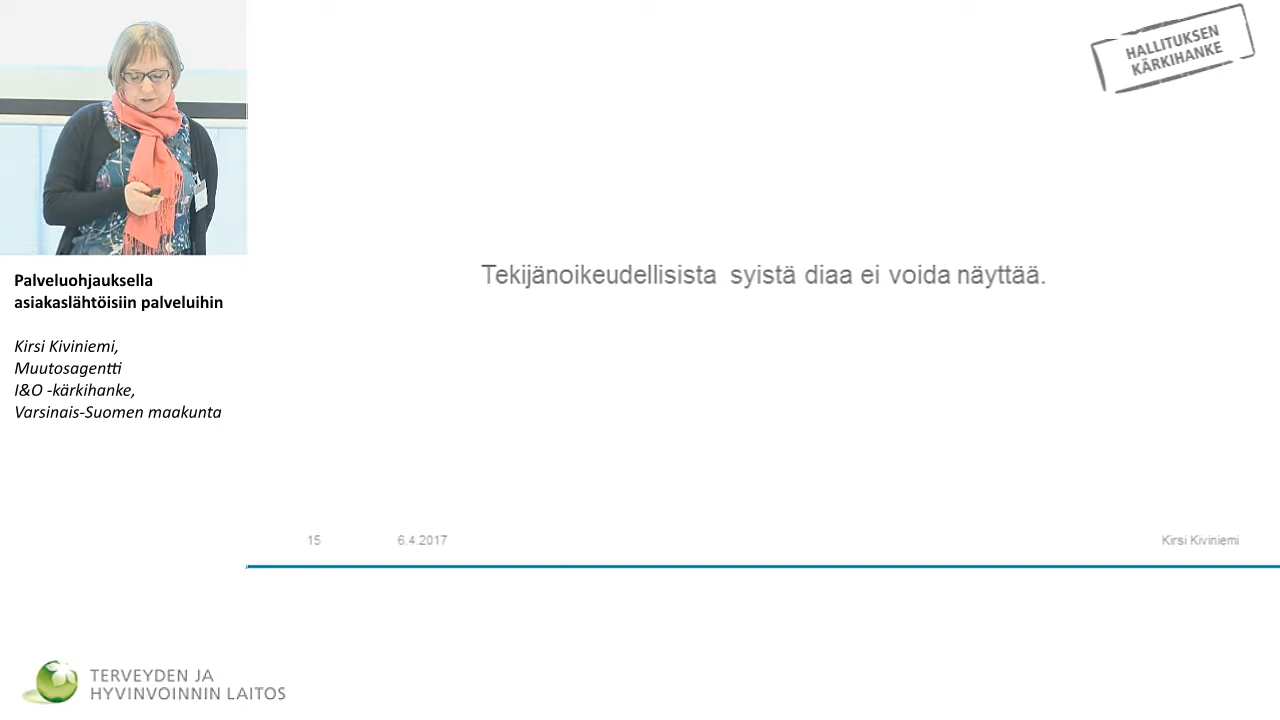 HALLITUKSEN
KÄRKIHANKE
Tekijänoikeudellisista syistä diaa ei voida näyttää.
Palveluohjauksella
asiakaslähtöisiin palveluihin
Kirsi Kiviniemi,
Muutosagentti
I&O -kärkihanke,
Varsinais-Suomen maakunta
15 6.4.2017 Kirsi Kiviniemi
TERVEYDEN JA
HYVINVOINNIN LAITOS